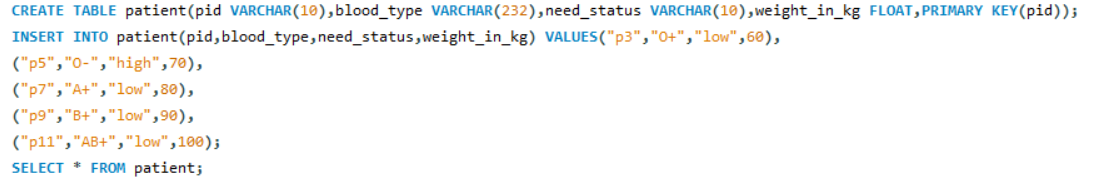 CREATE TABLE patient(pid VARCHAR(10),blood_type VARCHAR(232),need_status VARCHAR(10),weight_in_kg FLOAT,PRIMARY KEY(pid));
INSERT INTO patient(pid,blood_type,need_status,weight_in_kg) VALUES("p3","O+","low",60),
("p5","O-","high",70),
("p7","A+","low",80),
("p9","B+","low",90),
("p11","AB+","low",100);
SELECT * FROM patient;